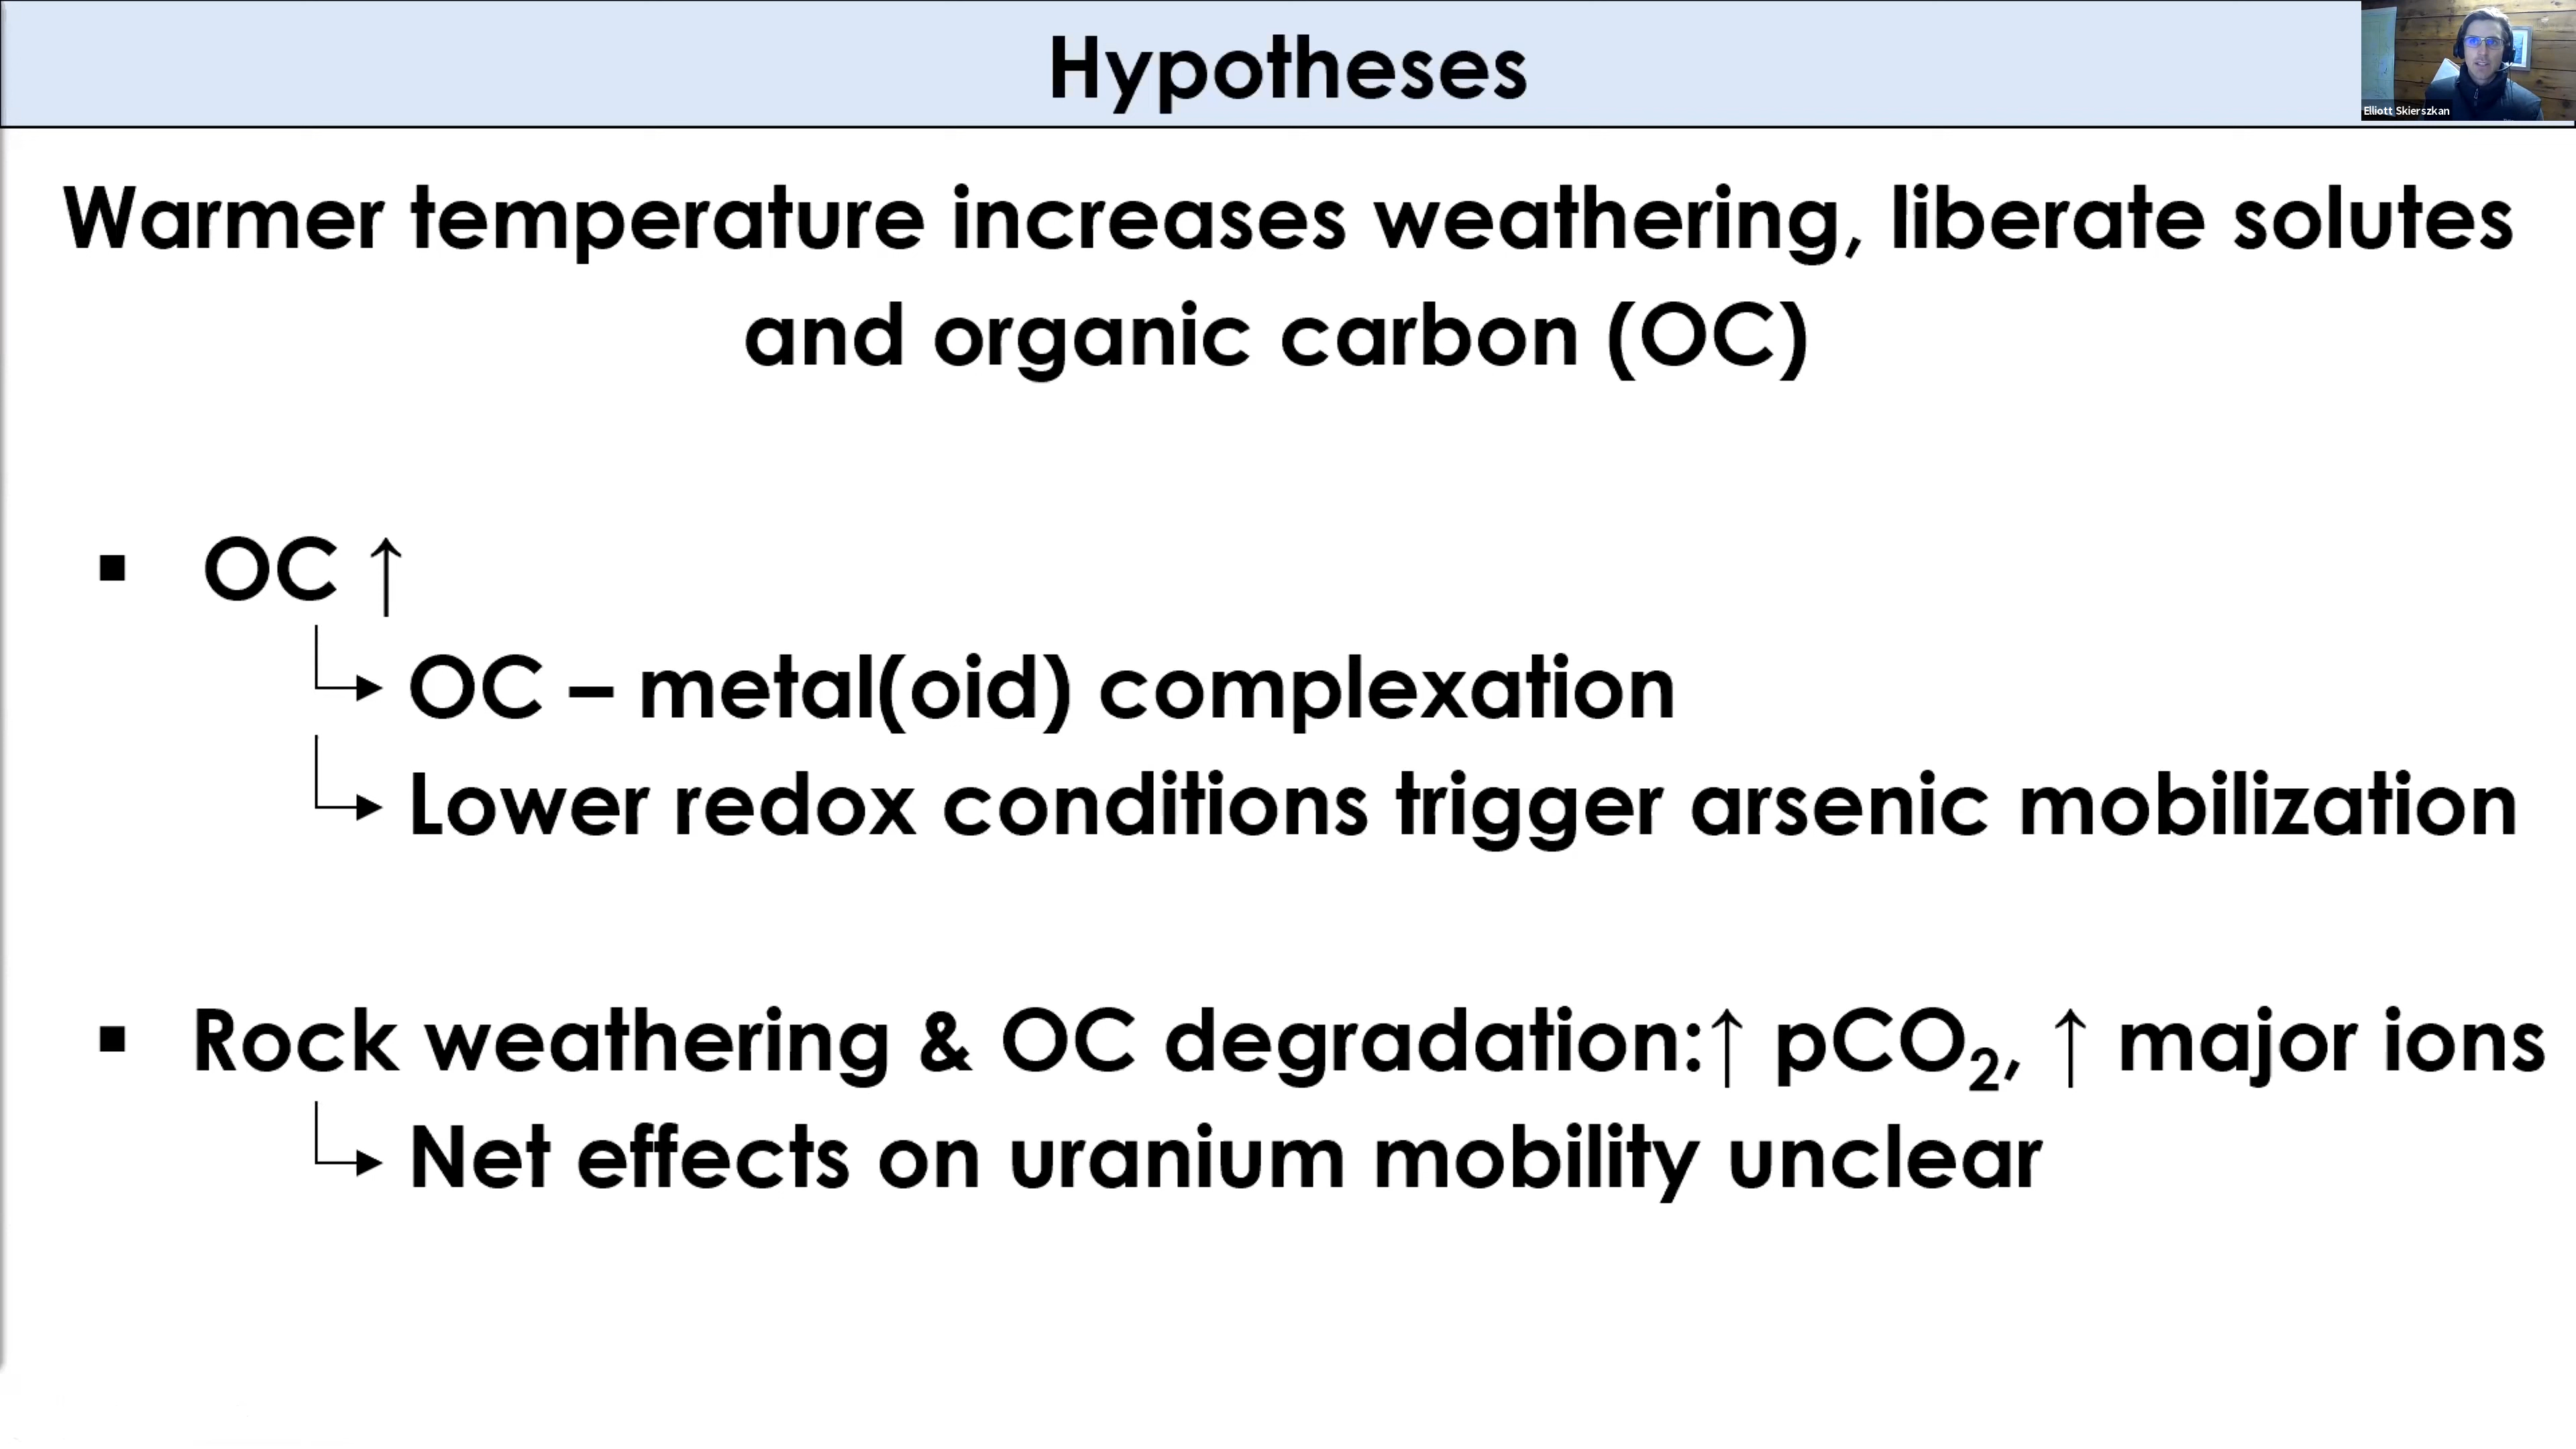 Hypotheses
Elliott Skierszkan
Warmer temperature increases weathering, liberate solutes
and organic carbon (OC)
▪ OC ↑
OC – metal(oid) complexation
Lower redox conditions trigger arsenic mobilization
▪ Rock weathering & OC degradation:↑ pCO₂, ↑ major ions
Net effects on uranium mobility unclear